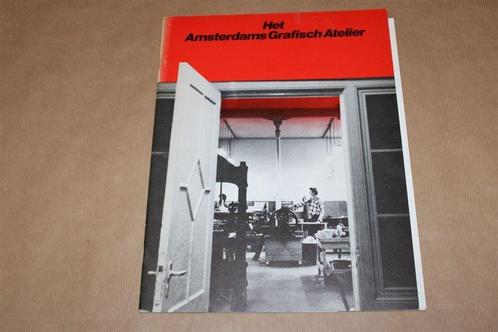 Het
Amsterdams Grafisch Atelier